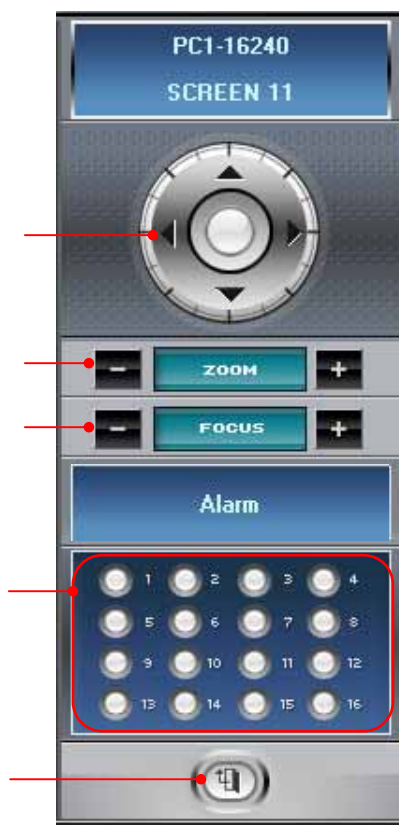 PC1-16240
SCREEN 11
− ZOOM +
− FOCUS +
Alarm
1 2 3 4
5 6 7 8
9 10 11 12
13 14 15 16